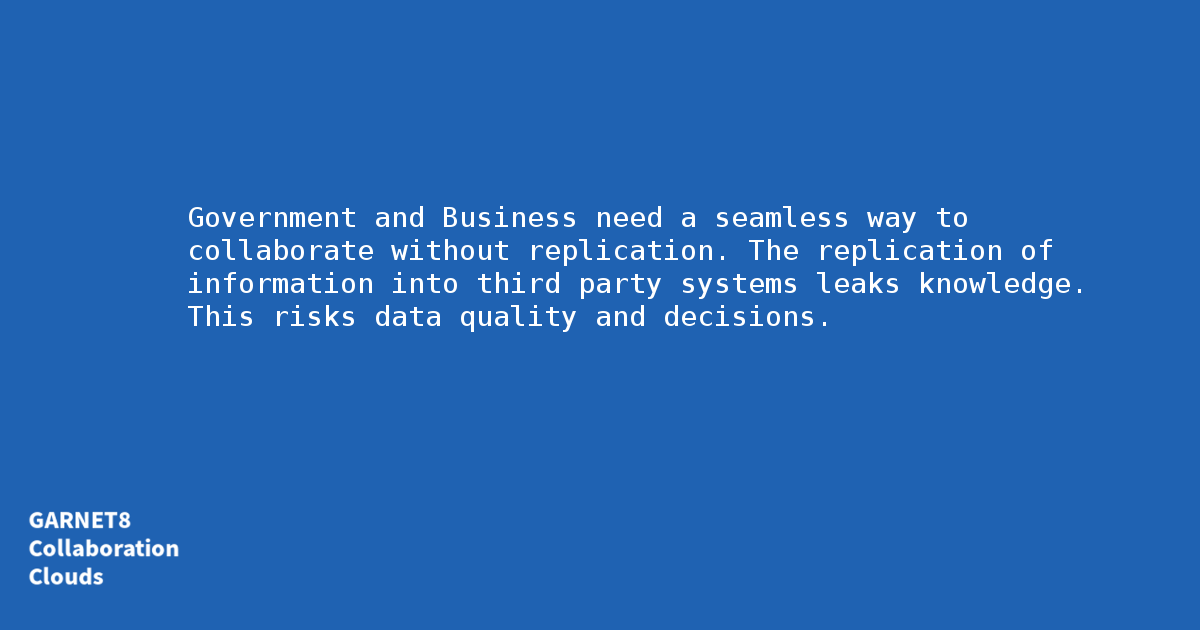 Government and Business need a seamless way to
collaborate without replication. The replication of
information into third party systems leaks knowledge.
This risks data quality and decisions.
GARNET8
Collaboration
Clouds